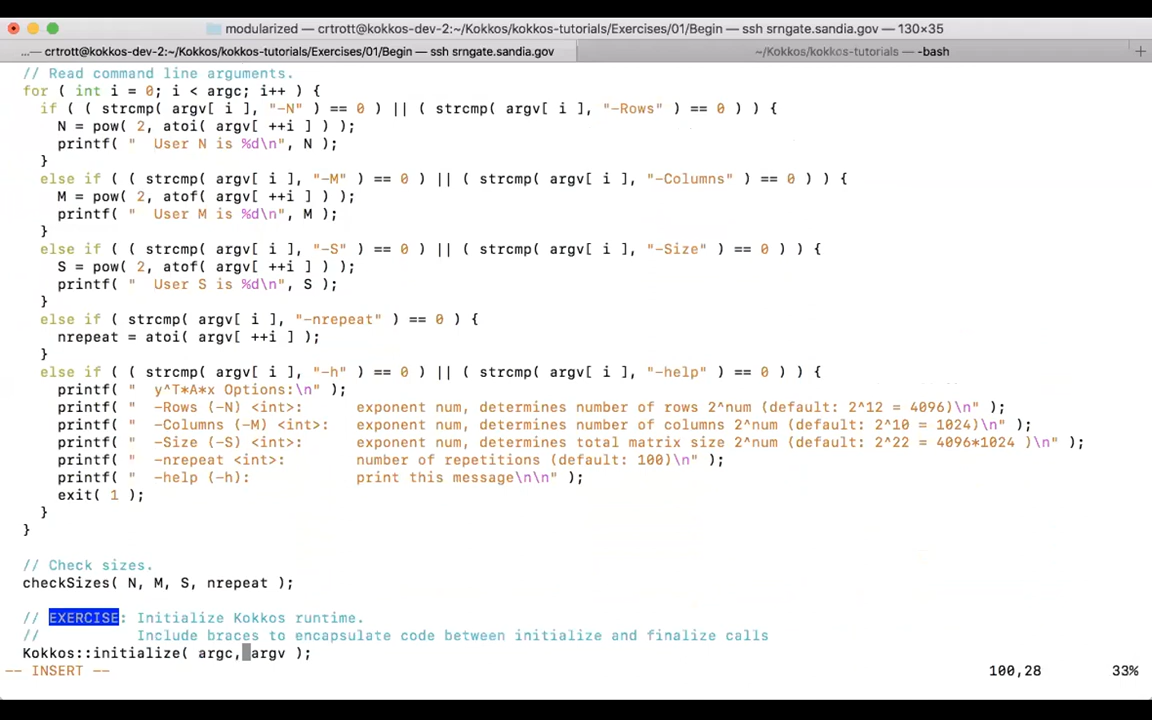 modularized — crtrott@kokkos-dev-2:~/Kokkos/kokkos-tutorials/Exercises/01/Begin — ssh srngate.sandia.gov — 130×35
...— crtrott@kokkos-dev-2:~/Kokkos/kokkos-tutorials/Exercises/01/Begin — ssh srngate.sandia.gov
~/Kokkos/kokkos-tutorials — -bash
+
// Read command line arguments.
for ( int i = 0; i < argc; i++ ) {
if ( ( strcmp( argv[ i ], "-N" ) == 0 ) || ( strcmp( argv[ i ], "-Rows" ) == 0 ) ) {
N = pow( 2, atoi( argv[ ++i ] ) );
printf( "  User N is %d\n", N );
}
else if ( ( strcmp( argv[ i ], "-M" ) == 0 ) || ( strcmp( argv[ i ], "-Columns" ) == 0 ) ) {
M = pow( 2, atof( argv[ ++i ] ) );
printf( "  User M is %d\n", M );
}
else if ( ( strcmp( argv[ i ], "-S" ) == 0 ) || ( strcmp( argv[ i ], "-Size" ) == 0 ) ) {
S = pow( 2, atof( argv[ ++i ] ) );
printf( "  User S is %d\n", S );
}
else if ( strcmp( argv[ i ], "-nrepeat" ) == 0 ) {
nrepeat = atoi( argv[ ++i ] );
}
else if ( ( strcmp( argv[ i ], "-h" ) == 0 ) || ( strcmp( argv[ i ], "-help" ) == 0 ) ) {
printf( "  y^T*A*x Options:\n" );
printf( "  -Rows (-N) <int>:      exponent num, determines number of rows 2^num (default: 2^12 = 4096)\n" );
printf( "  -Columns (-M) <int>:   exponent num, determines number of columns 2^num (default: 2^10 = 1024)\n" );
printf( "  -Size (-S) <int>:      exponent num, determines total matrix size 2^num (default: 2^22 = 4096*1024 )\n" );
printf( "  -nrepeat <int>:        number of repetitions (default: 100)\n" );
printf( "  -help (-h):            print this message\n\n" );
exit( 1 );
}
}
// Check sizes.
checkSizes( N, M, S, nrepeat );
// EXERCISE: Initialize Kokkos runtime.
//           Include braces to encapsulate code between initialize and finalize calls
Kokkos::initialize( argc, argv );
-- INSERT -- 100,28 33%